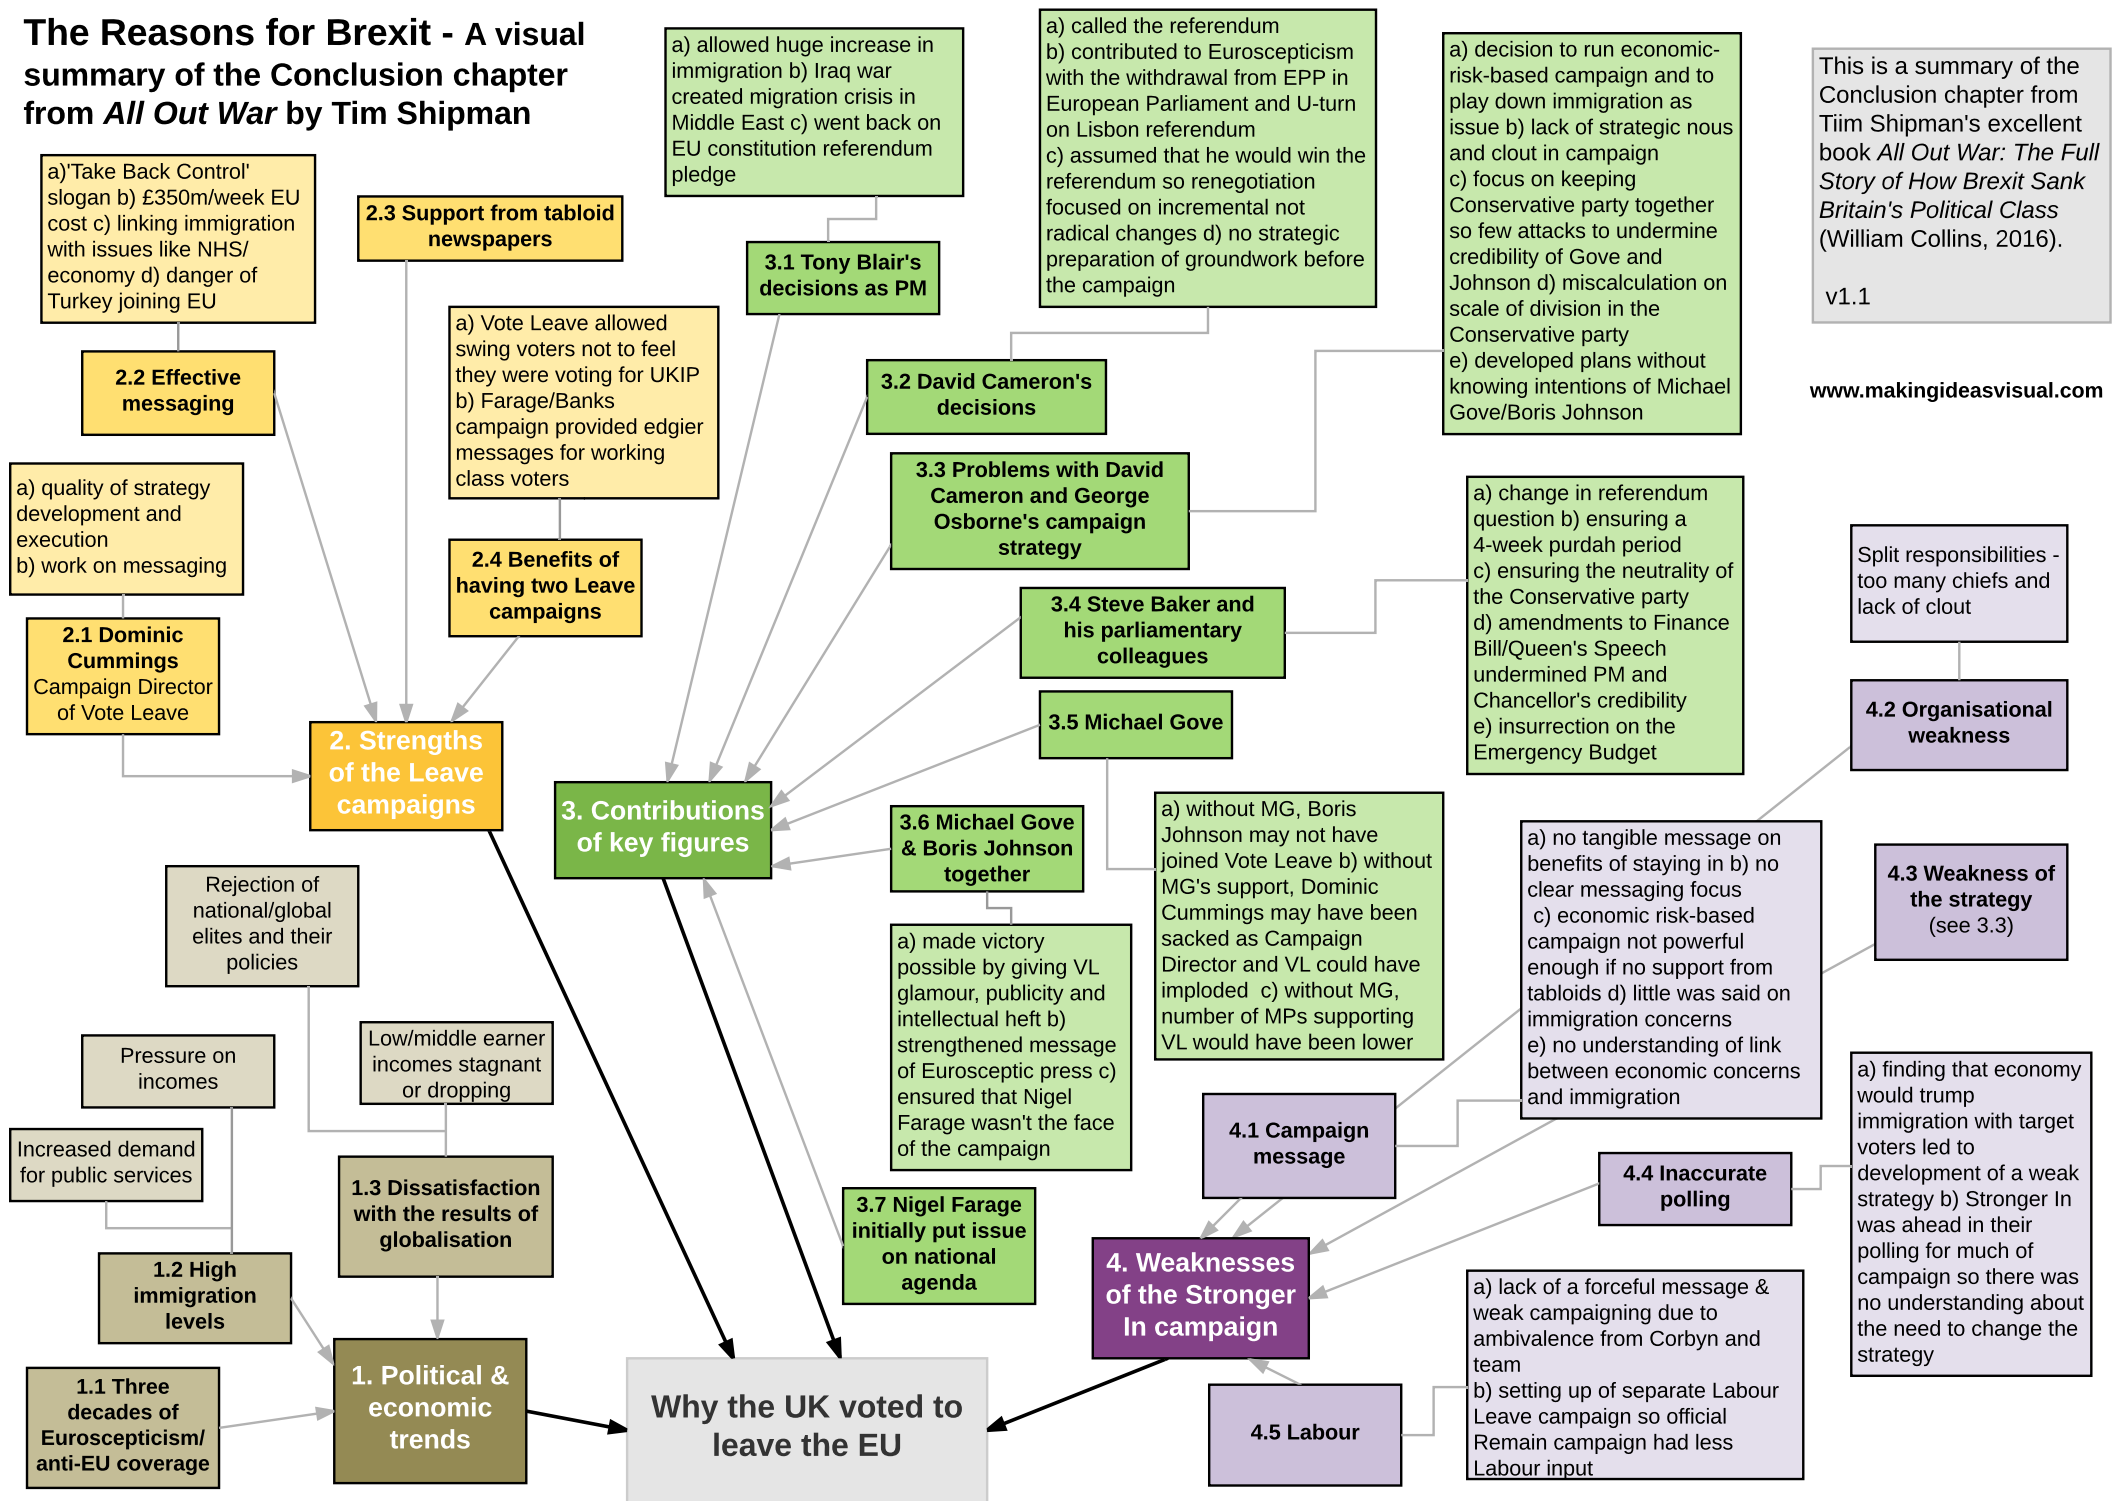 The Reasons for Brexit - A visual
summary of the Conclusion chapter
from All Out War by Tim Shipman
a)'Take Back Control'
slogan b) £350m/week EU
cost c) linking immigration
with issues like NHS/
economy d) danger of
Turkey joining EU
2.2 Effective
messaging
2.3 Support from tabloid
newspapers
a) Vote Leave allowed
swing voters not to feel
they were voting for UKIP
b) Farage/Banks
campaign provided edgier
messages for working
class voters
2.4 Benefits of
having two Leave
campaigns
a) quality of strategy
development and
execution
b) work on messaging
2.1 Dominic
Cummings
Campaign Director
of Vote Leave
2. Strengths
of the Leave
campaigns
a) allowed huge increase in
immigration b) Iraq war
created migration crisis in
Middle East c) went back on
EU constitution referendum
pledge
3.1 Tony Blair's
decisions as PM
a) called the referendum
b) contributed to Euroscepticism
with the withdrawal from EPP in
European Parliament and U-turn
on Lisbon referendum
c) assumed that he would win the
referendum so renegotiation
focused on incremental not
radical changes d) no strategic
preparation of groundwork before
the campaign
3.2 David Cameron's
decisions
a) decision to run economic-
risk-based campaign and to
play down immigration as
issue b) lack of strategic nous
and clout in campaign
c) focus on keeping
Conservative party together
so few attacks to undermine
credibility of Gove and
Johnson d) miscalculation on
scale of division in the
Conservative party
e) developed plans without
knowing intentions of Michael
Gove/Boris Johnson
3.3 Problems with David
Cameron and George
Osborne's campaign
strategy
This is a summary of the
Conclusion chapter from
Tiim Shipman's excellent
book All Out War: The Full
Story of How Brexit Sank
Britain's Political Class
(William Collins, 2016).
v1.1
www.makingideasvisual.com
a) change in referendum
question b) ensuring a
4-week purdah period
c) ensuring the neutrality of
the Conservative party
d) amendments to Finance
Bill/Queen's Speech
undermined PM and
Chancellor's credibility
e) insurrection on the
Emergency Budget
3.4 Steve Baker and
his parliamentary
colleagues
3.5 Michael Gove
a) without MG, Boris
Johnson may not have
joined Vote Leave b) without
MG's support, Dominic
Cummings may have been
sacked as Campaign
Director and VL could have
imploded c) without MG,
number of MPs supporting
VL would have been lower
3. Contributions
of key figures
3.6 Michael Gove
& Boris Johnson
together
a) made victory
possible by giving VL
glamour, publicity and
intellectual heft b)
strengthened message
of Eurosceptic press c)
ensured that Nigel
Farage wasn't the face
of the campaign
3.7 Nigel Farage
initially put issue
on national
agenda
Split responsibilities -
too many chiefs and
lack of clout
4.2 Organisational
weakness
a) no tangible message on
benefits of staying in b) no
clear messaging focus
c) economic risk-based
campaign not powerful
enough if no support from
tabloids d) little was said on
immigration concerns
e) no understanding of link
between economic concerns
and immigration
4.3 Weakness of
the strategy
(see 3.3)
4.1 Campaign
message
4.4 Inaccurate
polling
a) finding that economy
would trump
immigration with target
voters led to
development of a weak
strategy b) Stronger In
was ahead in their
polling for much of
campaign so there was
no understanding about
the need to change the
strategy
4. Weaknesses
of the Stronger
In campaign
a) lack of a forceful message &
weak campaigning due to
ambivalence from Corbyn and
team
b) setting up of separate Labour
Leave campaign so official
Remain campaign had less
Labour input
4.5 Labour
Rejection of
national/global
elites and their
policies
Pressure on
incomes
Low/middle earner
incomes stagnant
or dropping
Increased demand
for public services
1.3 Dissatisfaction
with the results of
globalisation
1.2 High
immigration
levels
1.1 Three
decades of
Euroscepticism/
anti-EU coverage
1. Political &
economic
trends
Why the UK voted to
leave the EU